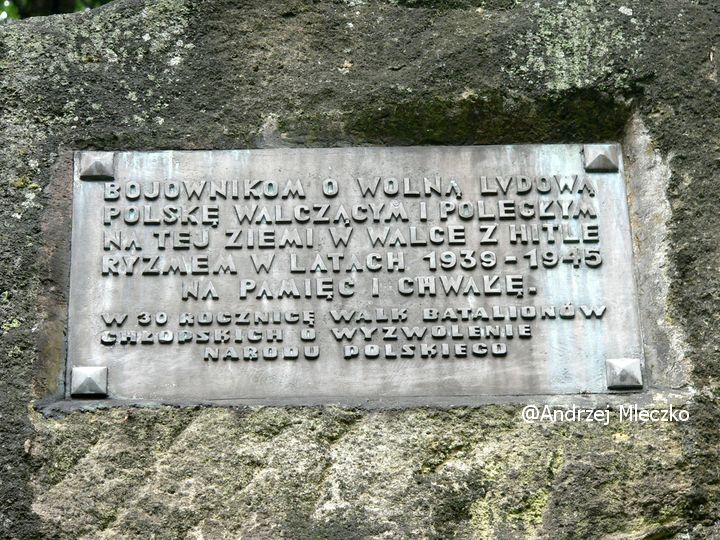 BOJOWNIKOM O WOLNĄ LVDOWĄ
POLSKĘ WALCZĄCYM I POLEGŁYM
NA TEJ ZIEMI W WALCE Z HITLE
RYZMEM W LATACH 1939-1945
NA PAMIĘĆ I CHWAŁĘ.
W 30 ROCZNICĘ WALK BATALIONÓW
CHŁOPSKICH O WYZWOLENIE
NARODU POLSKIEGO
@Andrzej Mleczko